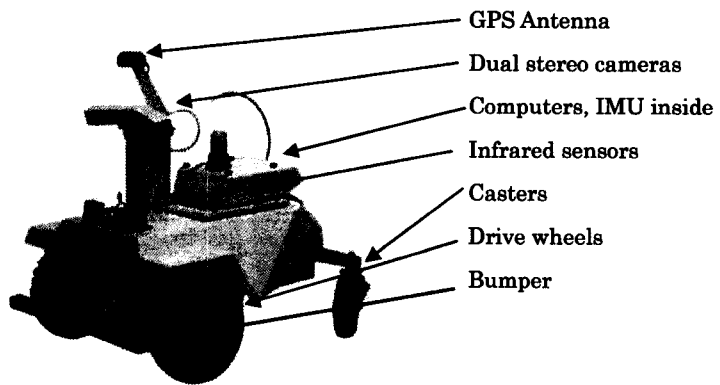 GPS Antenna
Dual stereo cameras
Computers, IMU inside
Infrared sensors
Casters
Drive wheels
Bumper